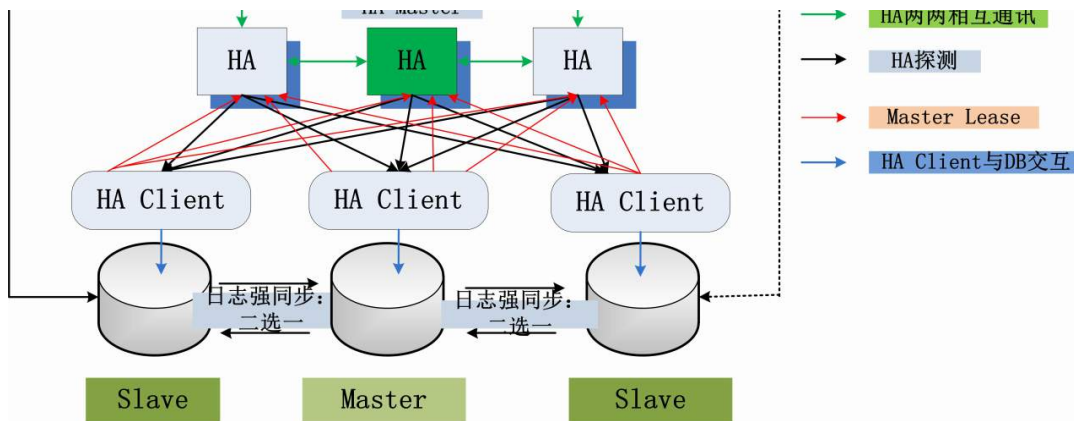 HA Master
HA两两相互通讯
HA
HA
HA
HA探测
Master Lease
HA Client与DB交互
HA Client
HA Client
HA Client
日志强同步:
二选一
日志强同步:
二选一
Slave
Master
Slave